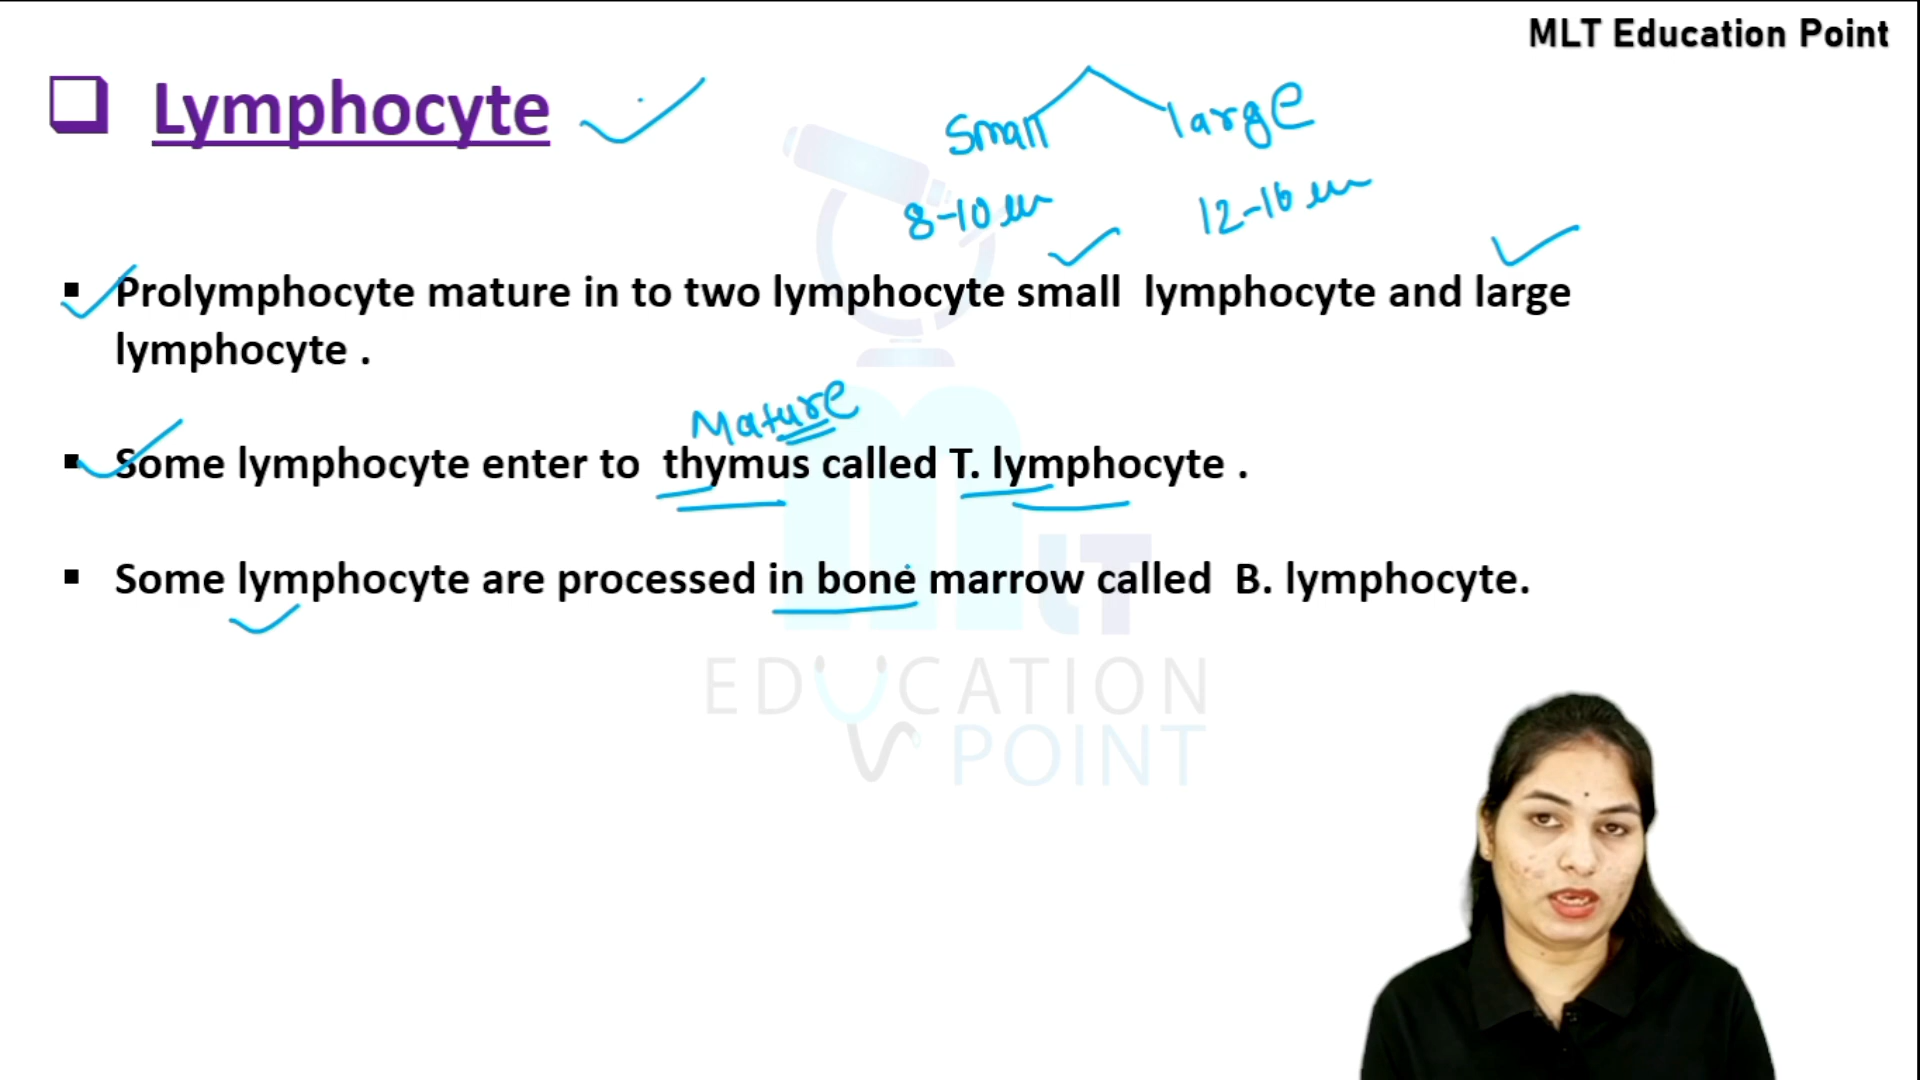 MLT Education Point
Lymphocyte
small large
8-10 um 12-16 um
Prolymphocyte mature in to two lymphocyte small lymphocyte and large
lymphocyte .
Mature
Some lymphocyte enter to thymus called T. lymphocyte .
Some lymphocyte are processed in bone marrow called B. lymphocyte.
mLT
EDUCATION
POINT